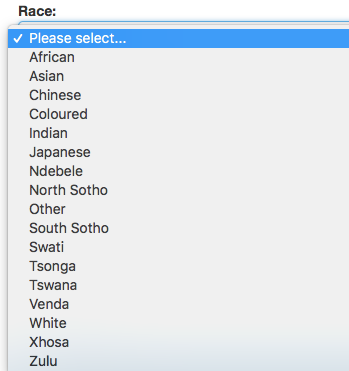 Race:
✓ Please select...
African
Asian
Chinese
Coloured
Indian
Japanese
Ndebele
North Sotho
Other
South Sotho
Swati
Tsonga
Tswana
Venda
White
Xhosa
Zulu